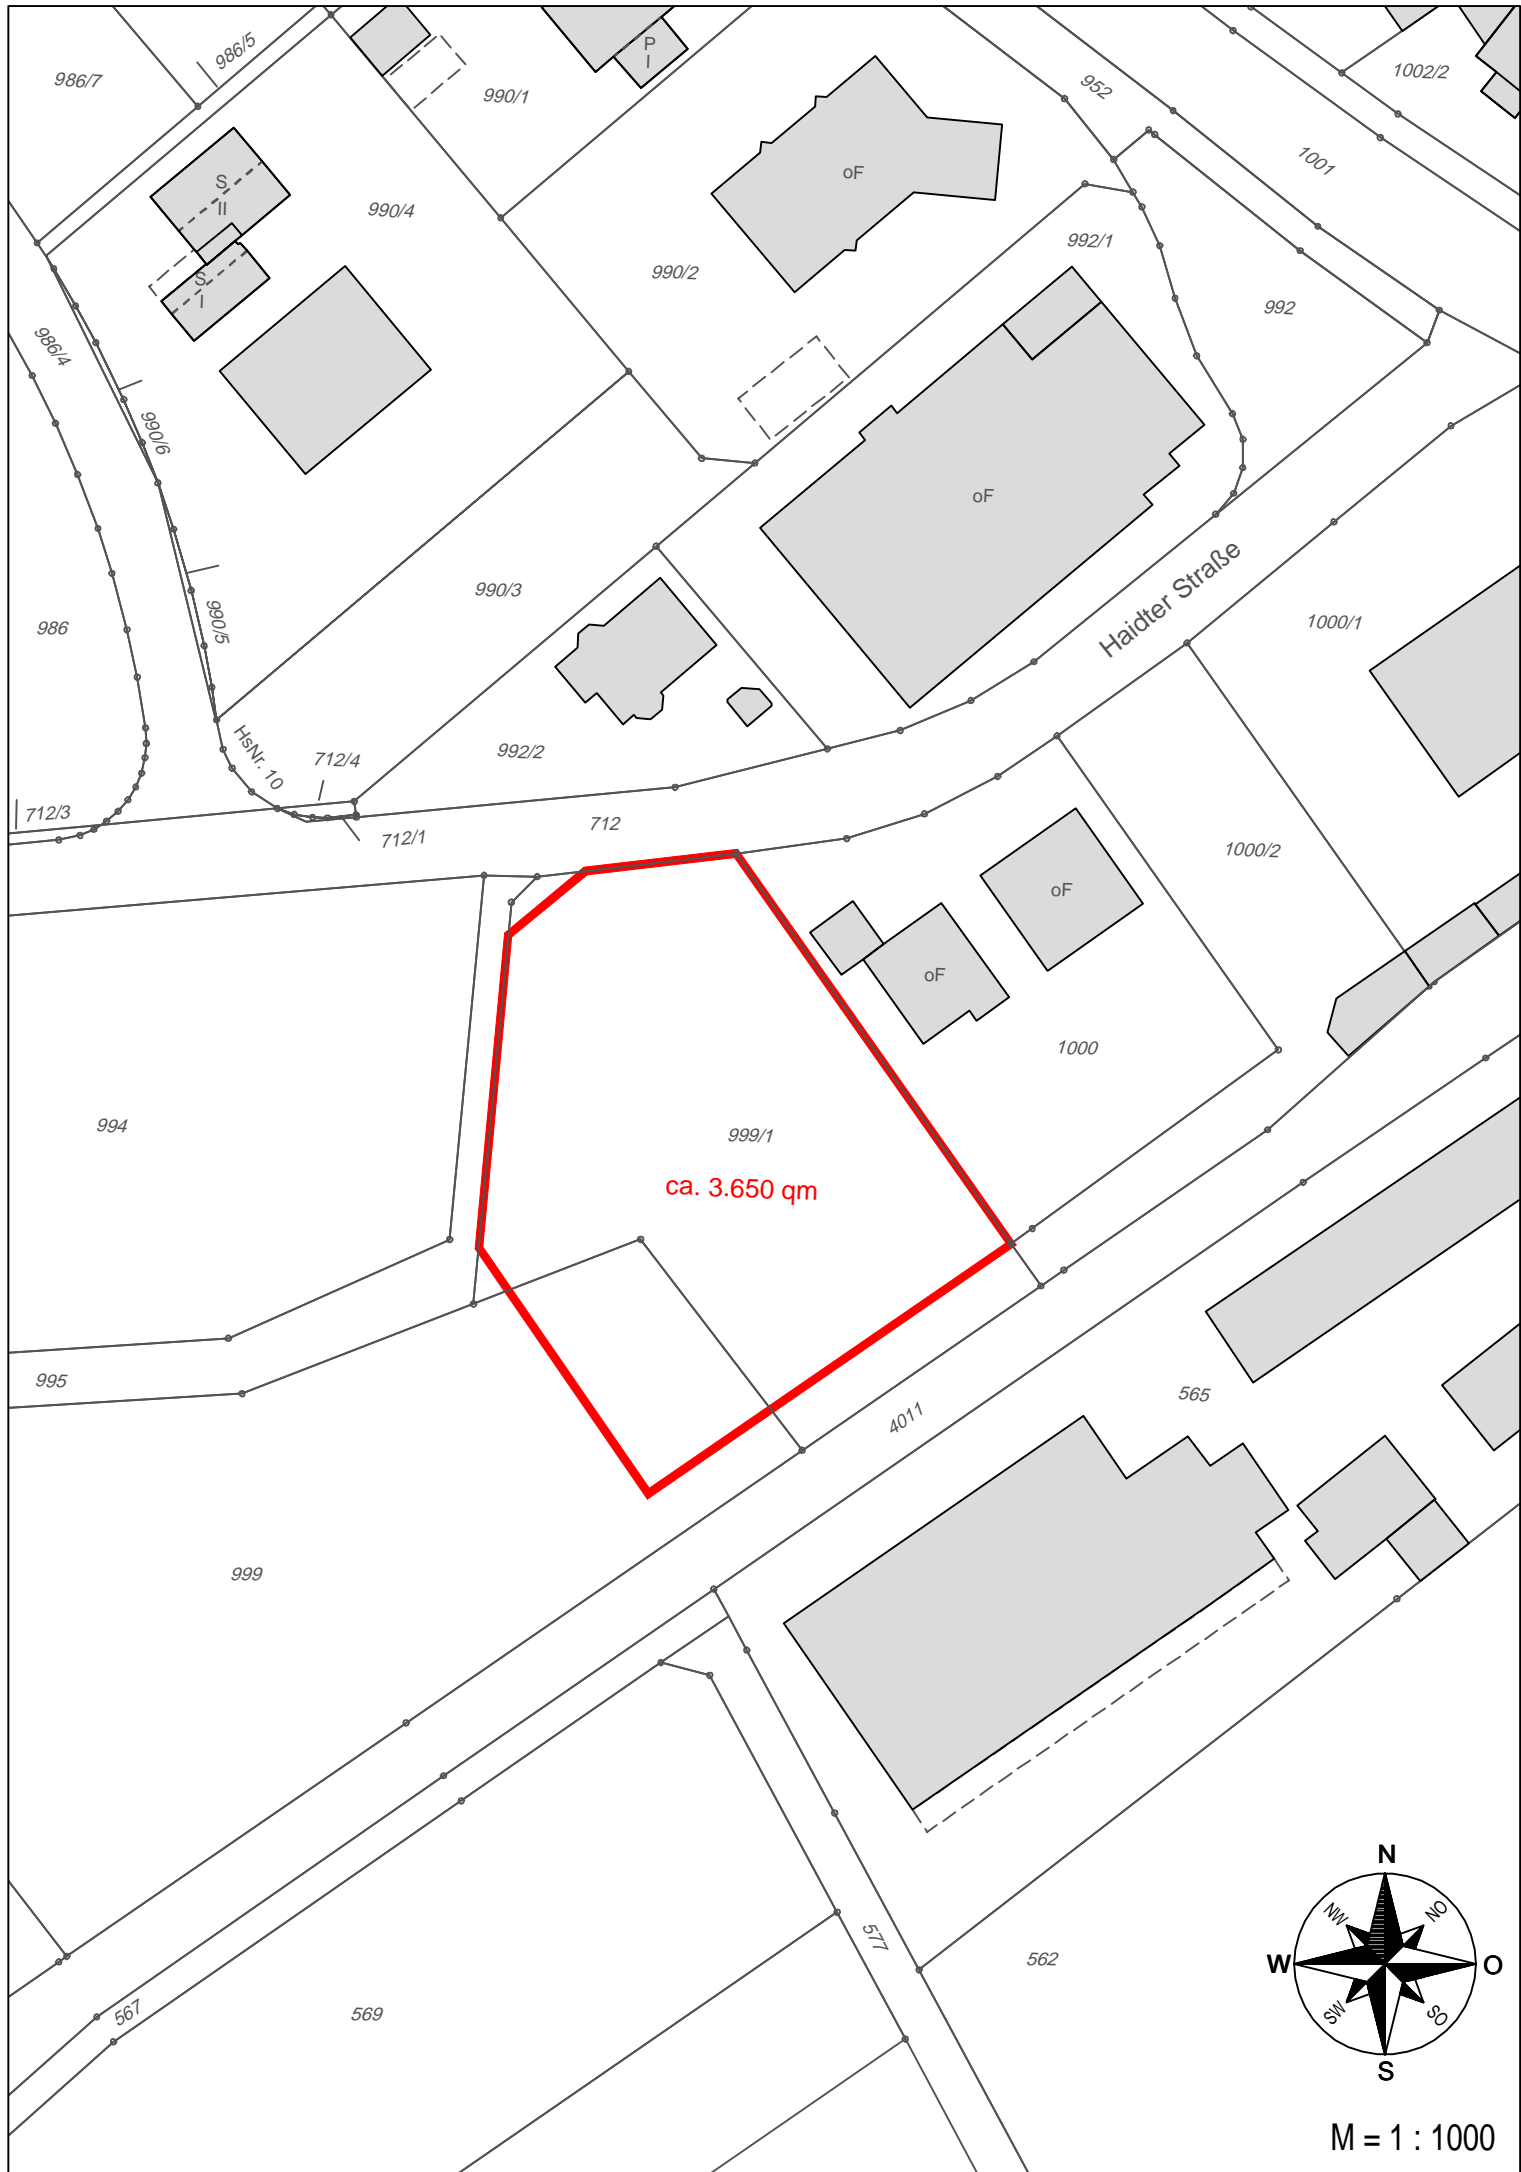 986/5
986/7
P
I
990/1
952
1002/2
oF
1001
S
II
990/4
990/2
992/1
S
I
992
986/4
990/6
oF
Haidter Straße
990/3
990/5
986
1000/1
HsNr. 10
992/2
712/4
712/3
712
712/1
1000/2
oF
oF
1000
994
999/1
ca. 3.650 qm
995
565
4011
999
577
562
567
569
N
NW
NO
W
O
SW
SO
S
M = 1 : 1000